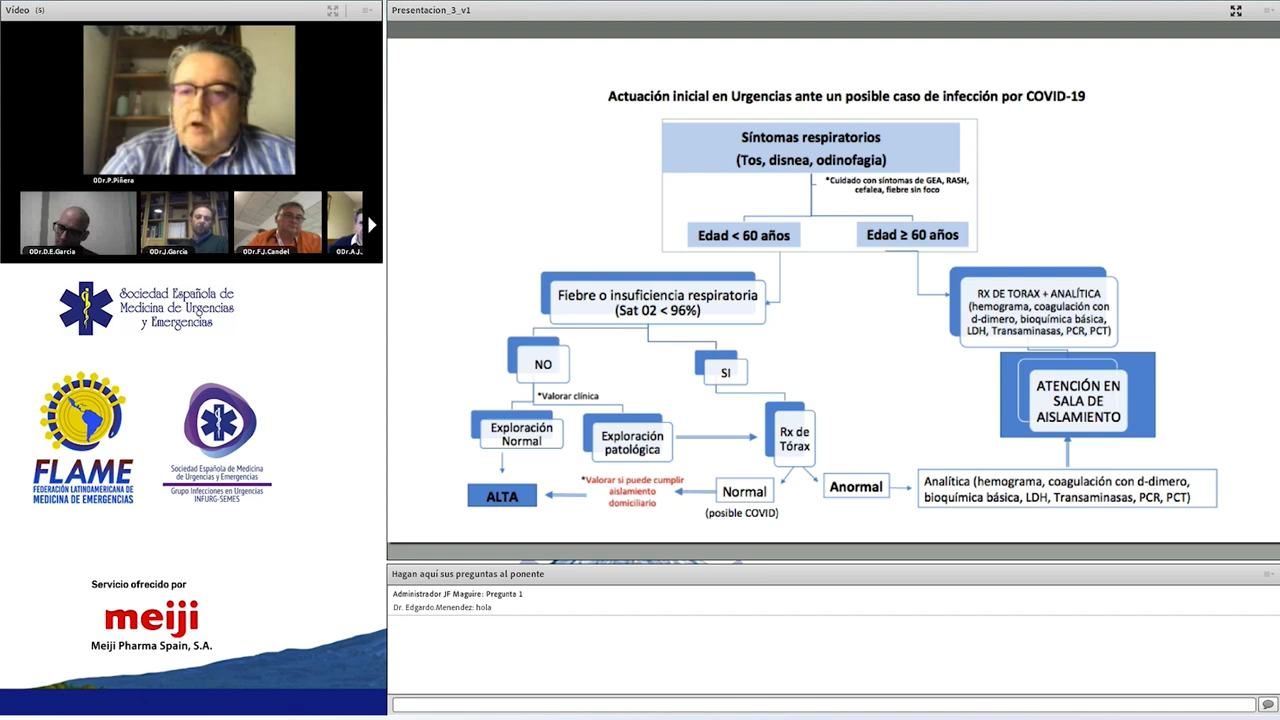 Vídeo (5)
0Dr.P.Piñera
0Dr.D.E.Garcia
0Dr.J.Garcia
0Dr.F.J.Candel
0Dr.A.J.
Sociedad Española de
Medicina de Urgencias
y Emergencias
FLAME
FEDERACIÓN LATINOAMERICANA DE
MEDICINA DE EMERGENCIAS
Sociedad Española de Medicina
de Urgencias y Emergencias
Grupo Infecciones en Urgencias
INFURG-SEMES
Servicio ofrecido por
meiji
Meiji Pharma Spain, S.A.
Presentacion_3_v1
Actuación inicial en Urgencias ante un posible caso de infección por COVID-19
Síntomas respiratorios
(Tos, disnea, odinofagia)
*Cuidado con síntomas de GEA, RASH,
cefalea, fiebre sin foco
Edad < 60 años
Edad ≥ 60 años
Fiebre o insuficiencia respiratoria
(Sat 02 < 96%)
RX DE TORAX + ANALÍTICA
(hemograma, coagulación con
d-dimero, bioquímica básica,
LDH, Transaminasas, PCR, PCT)
NO
SI
*Valorar clínica
ATENCIÓN EN
SALA DE
AISLAMIENTO
Exploración
Normal
Exploración
patológica
Rx de
Tórax
ALTA
*Valorar si puede cumplir
aislamiento
domiciliario
Normal
(posible COVID)
Anormal
Analítica (hemograma, coagulación con d-dimero,
bioquímica básica, LDH, Transaminasas, PCR, PCT)
Hagan aquí sus preguntas al ponente
Administrador JF Maguire: Pregunta 1
Dr. Edgardo.Menendez: hola